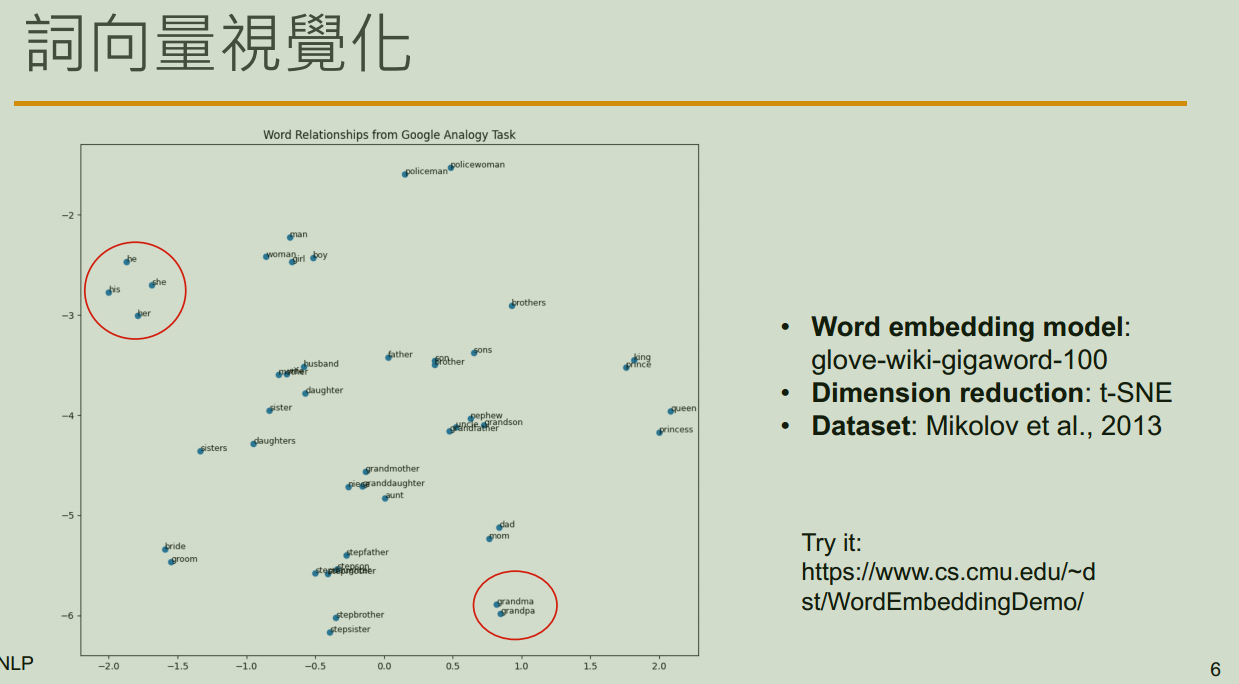 詞向量視覺化
Word Relationships from Google Analogy Task
policewoman
policeman
−2
man
woman
girl
boy
he
she
his
her
−3
brothers
father
son
sons
brother
king
prince
husband
daughter
−4
sister
queen
nephew
uncle
grandson
grandfather
princess
daughters
sisters
grandmother
niece
granddaughter
aunt
−5
dad
mom
bride
groom
stepfather
stepson
stepmother
−6
grandma
grandpa
stepbrother
stepsister
−2.0 −1.5 −1.0 −0.5 0.0 0.5 1.0 1.5 2.0
• Word embedding model:
glove-wiki-gigaword-100
• Dimension reduction: t-SNE
• Dataset: Mikolov et al., 2013
Try it:
https://www.cs.cmu.edu/~d
st/WordEmbeddingDemo/
NLP
6